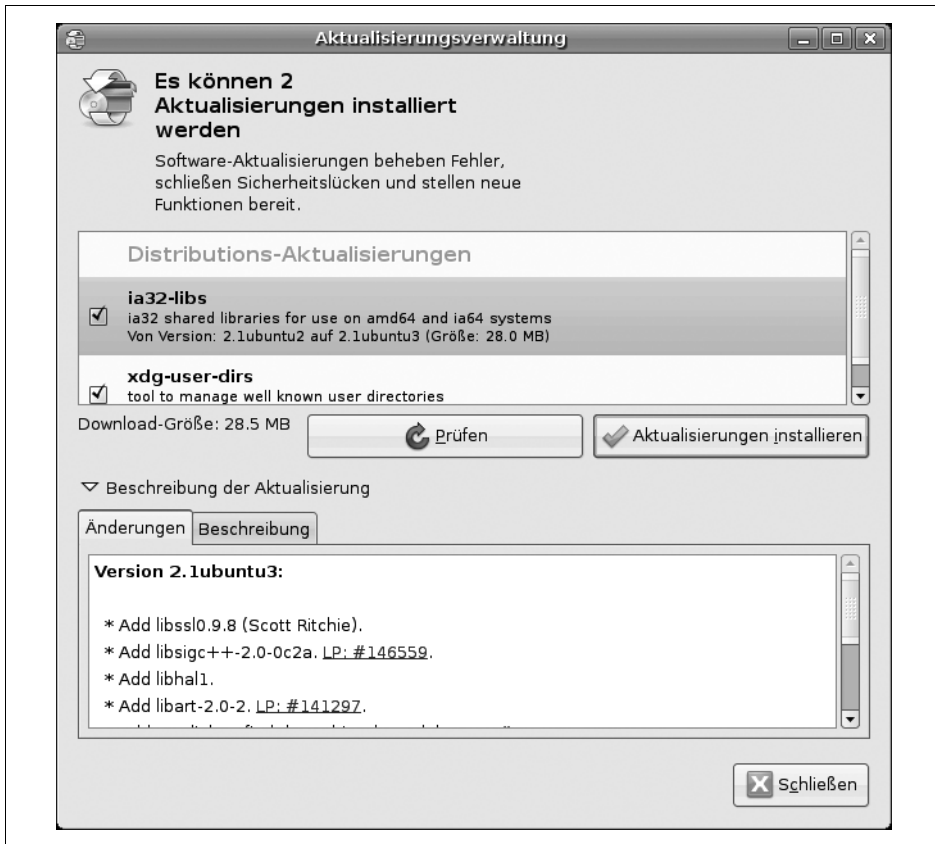 Aktualisierungsverwaltung
Es können 2
Aktualisierungen installiert
werden
Software-Aktualisierungen beheben Fehler,
schließen Sicherheitslücken und stellen neue
Funktionen bereit.
Distributions-Aktualisierungen
ia32-libs
ia32 shared libraries for use on amd64 and ia64 systems
Von Version: 2.1ubuntu2 auf 2.1ubuntu3 (Größe: 28.0 MB)
xdg-user-dirs
tool to manage well known user directories
Download-Größe: 28.5 MB
Prüfen
Aktualisierungen installieren
Beschreibung der Aktualisierung
Änderungen
Beschreibung
Version 2.1ubuntu3:
* Add libssl0.9.8 (Scott Ritchie).
* Add libsigc++-2.0-0c2a. LP: #146559.
* Add libhal1.
* Add libart-2.0-2. LP: #141297.
Schließen